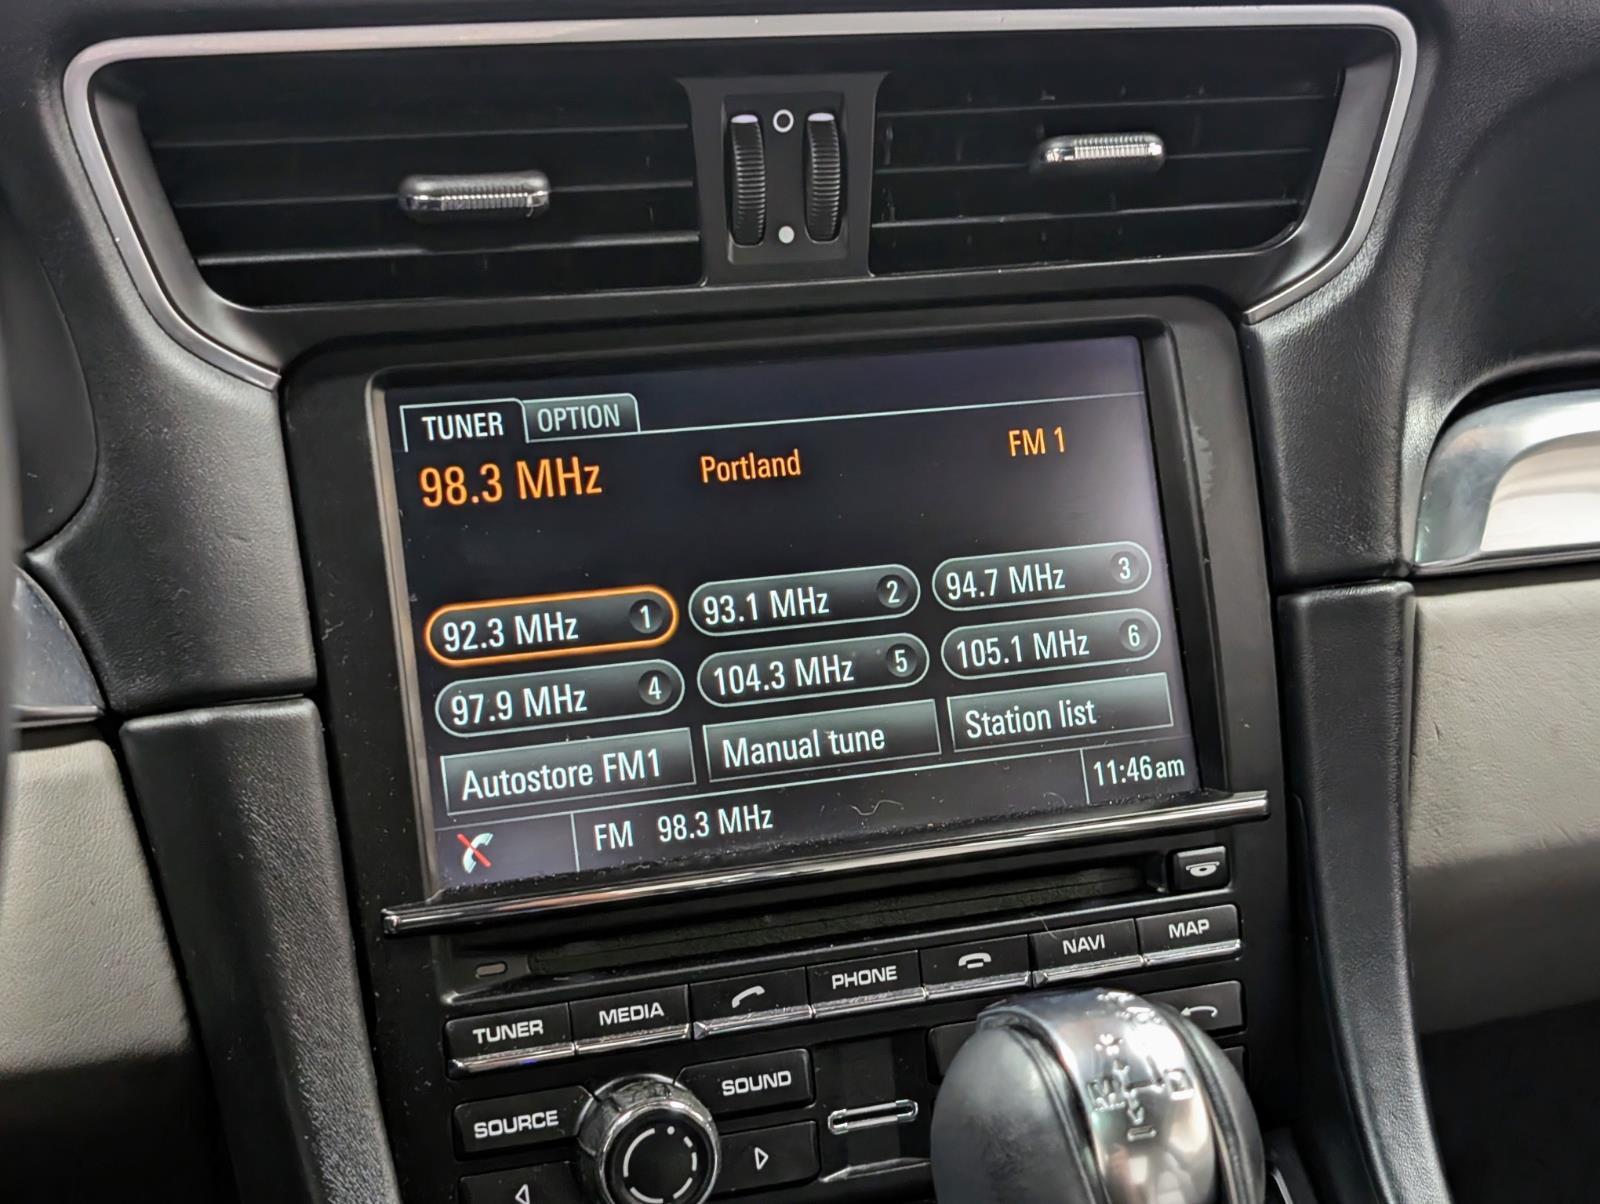 TUNER OPTION
98.3 MHz Portland FM 1
92.3 MHz 1 93.1 MHz 2 94.7 MHz 3
97.9 MHz 4 104.3 MHz 5 105.1 MHz 6
Autostore FM1 Manual tune Station list
FM 98.3 MHz 11:46am
TUNER MEDIA PHONE NAVI MAP
SOURCE SOUND